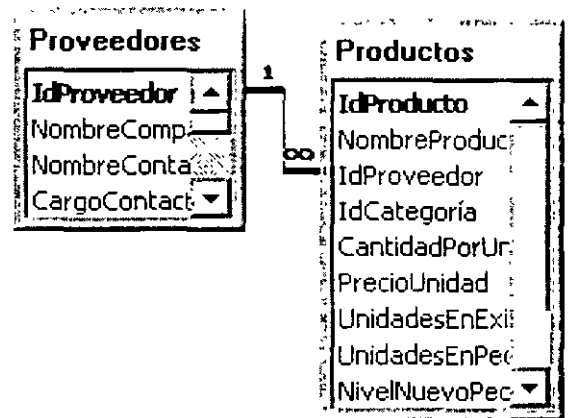 Proveedores
IdProveedor
NombreComp
NombreConta
CargoContact
1
∞
Productos
IdProducto
NombreProduc
IdProveedor
IdCategoría
CantidadPorUn
PrecioUnidad
UnidadesEnExi
UnidadesEnPed
NivelNuevoPed